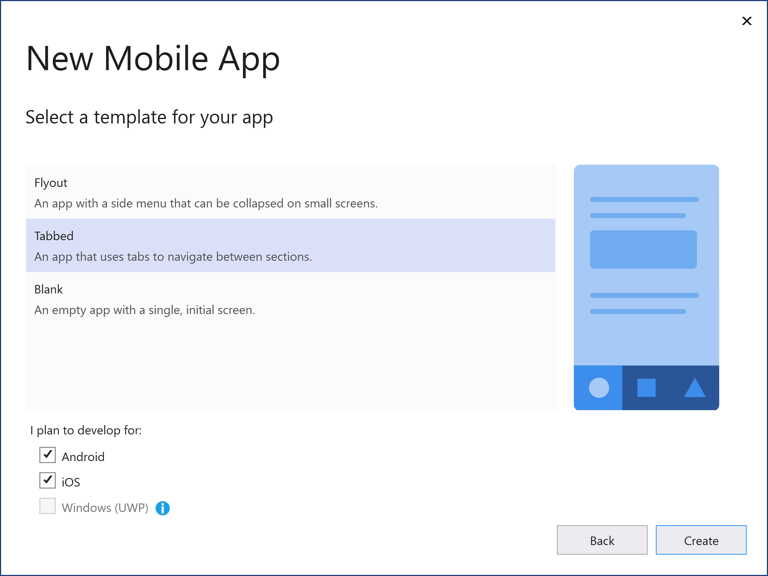 New Mobile App
Select a template for your app
Flyout
An app with a side menu that can be collapsed on small screens.
Tabbed
An app that uses tabs to navigate between sections.
Blank
An empty app with a single, initial screen.
I plan to develop for:
Android
iOS
Windows (UWP)
Back
Create